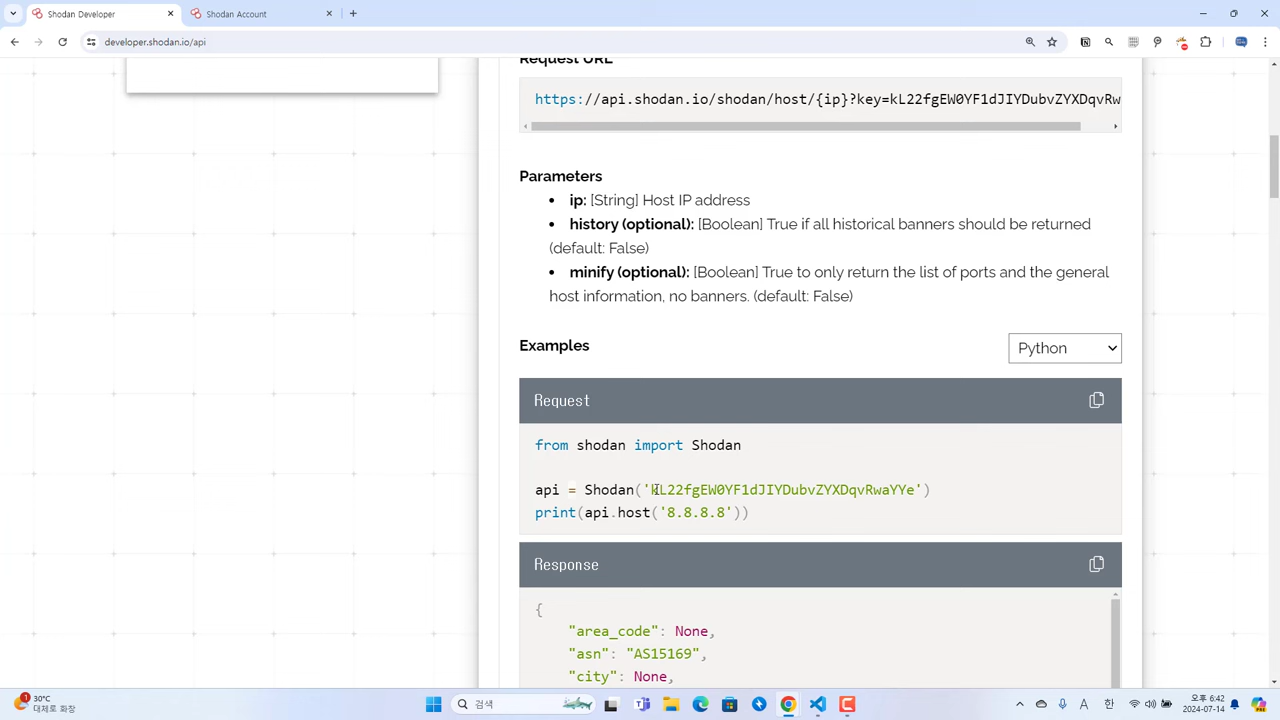 Shodan Developer
Shodan Account
developer.shodan.io/api
Request URL
https://api.shodan.io/shodan/host/{ip}?key=kL22fgEW0YF1dJIYDubvZYXDqvRw
Parameters
• ip: [String] Host IP address
• history (optional): [Boolean] True if all historical banners should be returned
(default: False)
• minify (optional): [Boolean] True to only return the list of ports and the general
host information, no banners. (default: False)
Examples
Python
Request
from shodan import Shodan
api = Shodan('kL22fgEW0YF1dJIYDubvZYXDqvRwaYYe')
print(api.host('8.8.8.8'))
Response
{
"area_code": None,
"asn": "AS15169",
"city": None,
30°C
대체로 화창
검색
A
한
오후 6:42
2024-07-14